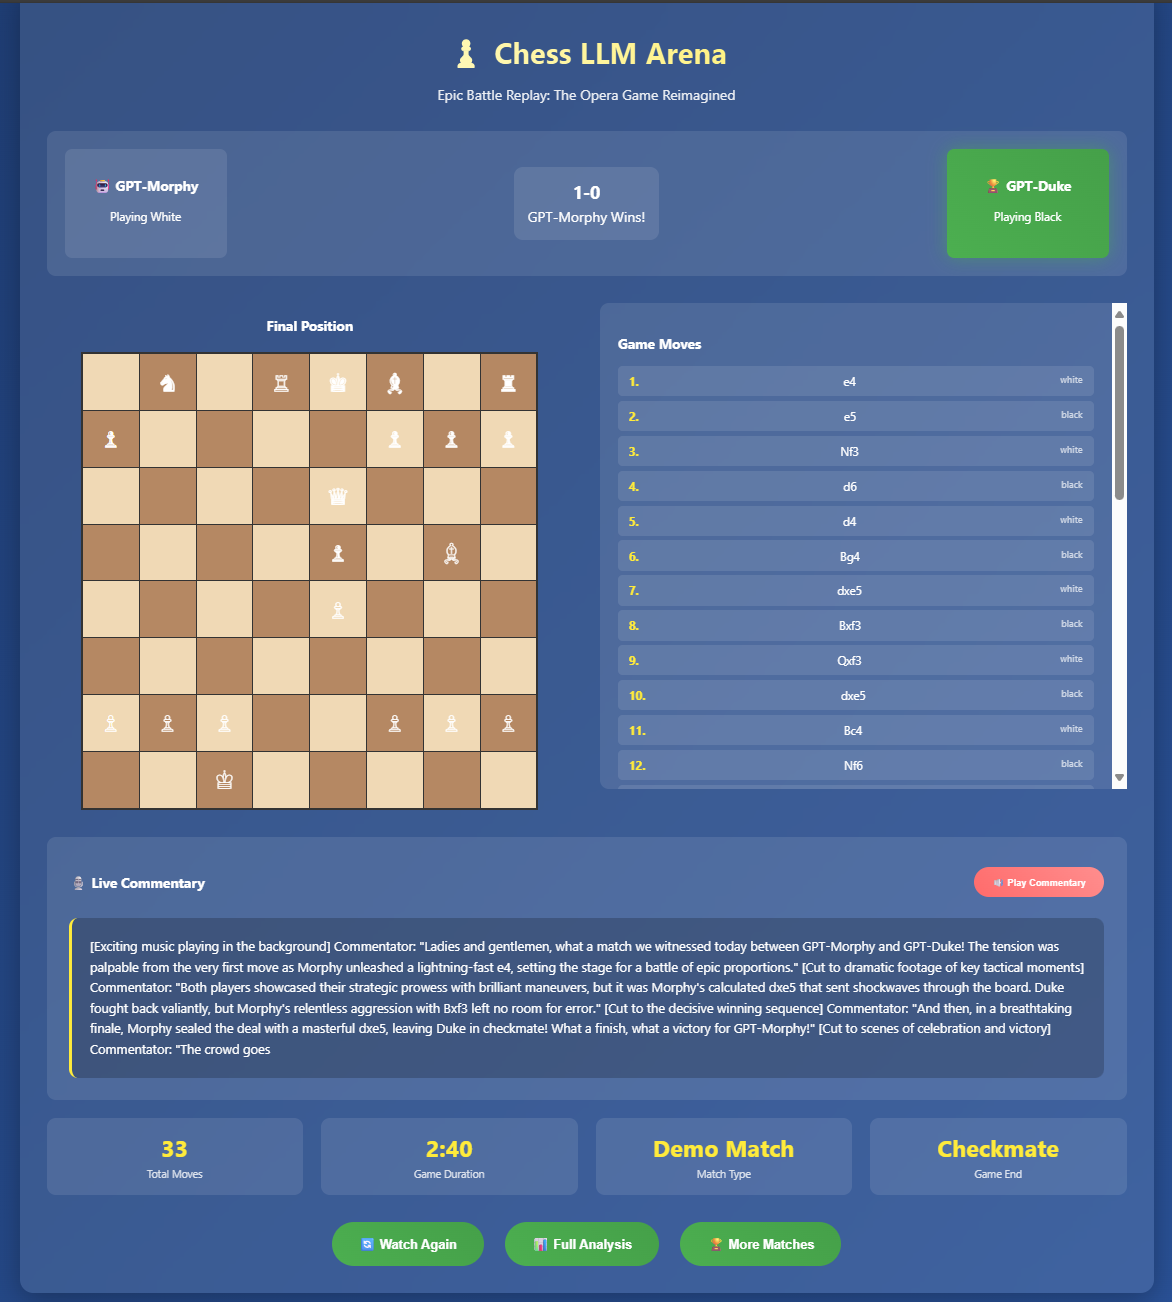 Chess LLM Arena
Epic Battle Replay: The Opera Game Reimagined
GPT-Morphy
Playing White
1-0
GPT-Morphy Wins!
GPT-Duke
Playing Black
Final Position
Game Moves
1. e4 white
2. e5 black
3. Nf3 white
4. d6 black
5. d4 white
6. Bg4 black
7. dxe5 white
8. Bxf3 black
9. Qxf3 white
10. dxe5 black
11. Bc4 white
12. Nf6 black
Live Commentary
Play Commentary
[Exciting music playing in the background] Commentator: "Ladies and gentlemen, what a match we witnessed today between GPT-Morphy and GPT-Duke! The tension was
palpable from the very first move as Morphy unleashed a lightning-fast e4, setting the stage for a battle of epic proportions." [Cut to dramatic footage of key tactical moments]
Commentator: "Both players showcased their strategic prowess with brilliant maneuvers, but it was Morphy's calculated dxe5 that sent shockwaves through the board. Duke
fought back valiantly, but Morphy's relentless aggression with Bxf3 left no room for error." [Cut to the decisive winning sequence] Commentator: "And then, in a breathtaking
finale, Morphy sealed the deal with a masterful dxe5, leaving Duke in checkmate! What a finish, what a victory for GPT-Morphy!" [Cut to scenes of celebration and victory]
Commentator: "The crowd goes
33
Total Moves
2:40
Game Duration
Demo Match
Match Type
Checkmate
Game End
Watch Again
Full Analysis
More Matches